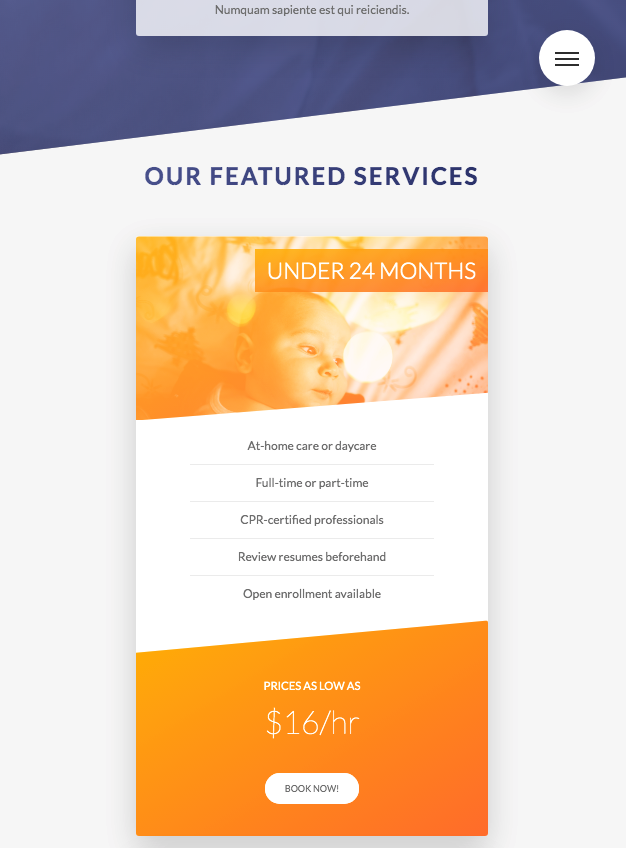 Numquam sapiente est qui reiciendis.
OUR FEATURED SERVICES
UNDER 24 MONTHS
At-home care or daycare
Full-time or part-time
CPR-certified professionals
Review resumes beforehand
Open enrollment available
PRICES AS LOW AS
$16/hr
BOOK NOW!